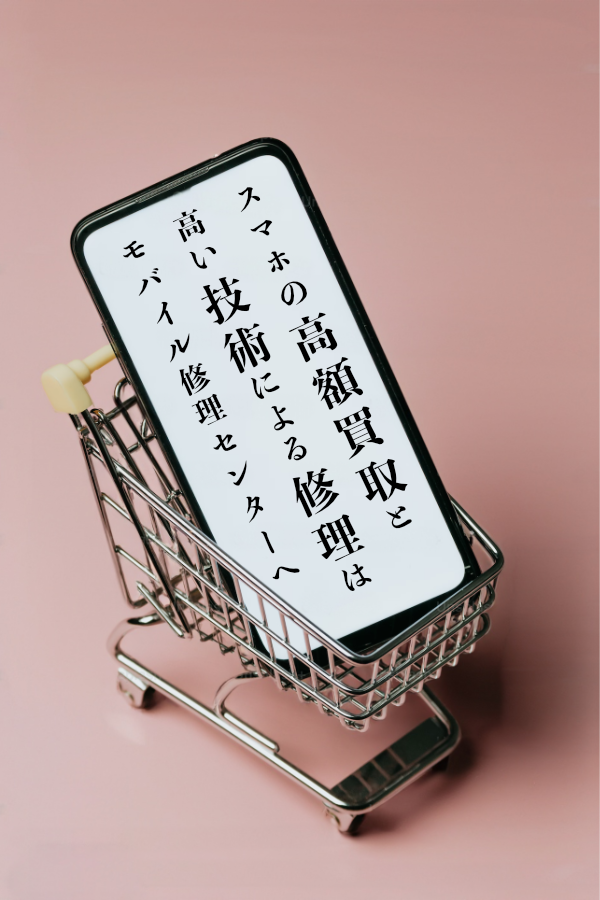 スマホの高額買取と
高い技術による修理は
モバイル修理センターへ